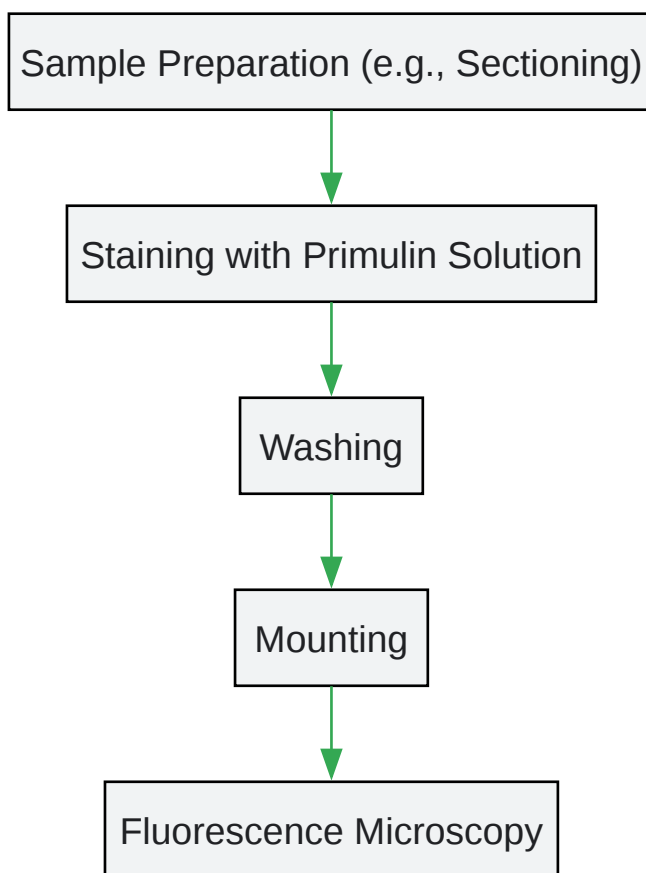 Sample Preparation (e.g., Sectioning)
Staining with Primulin Solution
Washing
Mounting
Fluorescence Microscopy